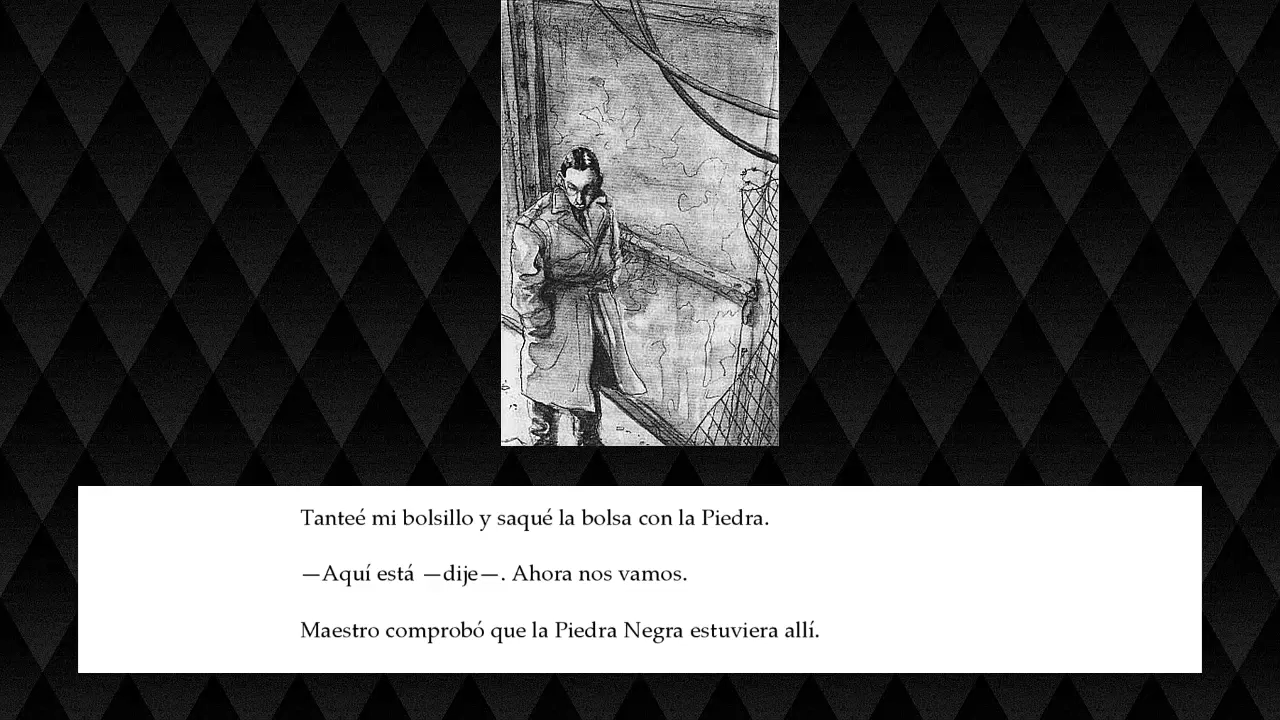 Tanteé mi bolsillo y saqué la bolsa con la Piedra.
—Aquí está —dije—. Ahora nos vamos.
Maestro comprobó que la Piedra Negra estuviera allí.